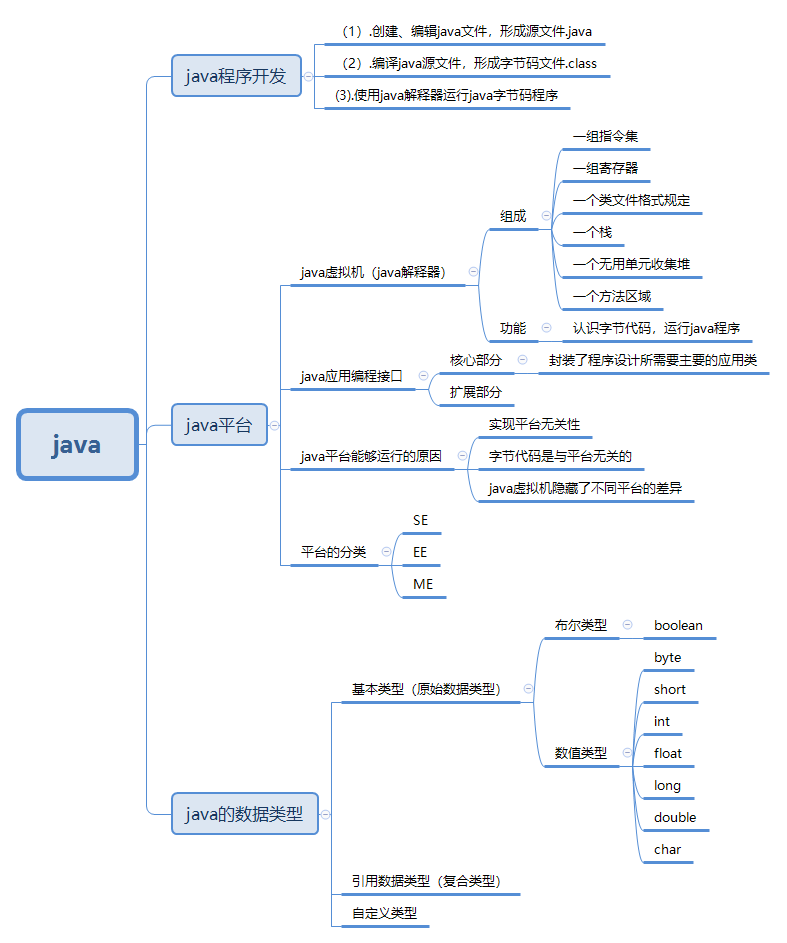 java
java程序开发
（1）.创建、编辑java文件，形成源文件.java
（2）.编译java源文件，形成字节码文件.class
(3).使用java解释器运行java字节码程序
java平台
java虚拟机（java解释器）
组成
一组指令集
一组寄存器
一个类文件格式规定
一个栈
一个无用单元收集堆
一个方法区域
功能
认识字节代码，运行java程序
java应用编程接口
核心部分
封装了程序设计所需要主要的应用类
扩展部分
java平台能够运行的原因
实现平台无关性
字节代码是与平台无关的
java虚拟机隐藏了不同平台的差异
平台的分类
SE
EE
ME
java的数据类型
基本类型（原始数据类型）
布尔类型
boolean
数值类型
byte
short
int
float
long
double
char
引用数据类型（复合类型）
自定义类型